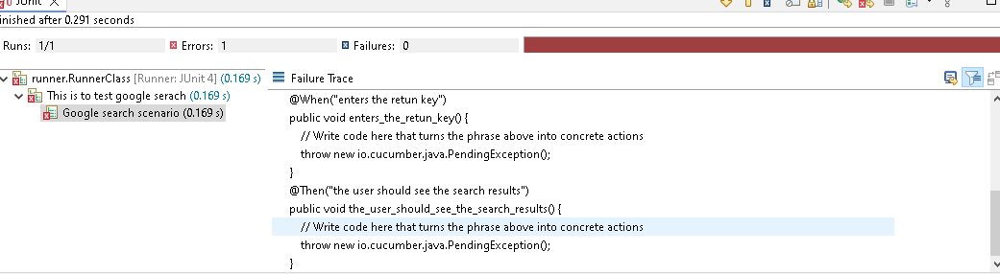 JUnit
inished after 0.291 seconds
Runs: 1/1 Errors: 1 Failures: 0
runner.RunnerClass [Runner: JUnit 4] (0.169 s)
This is to test google serach (0.169 s)
Google search scenario (0.169 s)
Failure Trace
@When("enters the retun key")
public void enters_the_retun_key() {
// Write code here that turns the phrase above into concrete actions
throw new io.cucumber.java.PendingException();
}
@Then("the user should see the search results")
public void the_user_should_see_the_search_results() {
// Write code here that turns the phrase above into concrete actions
throw new io.cucumber.java.PendingException();
}